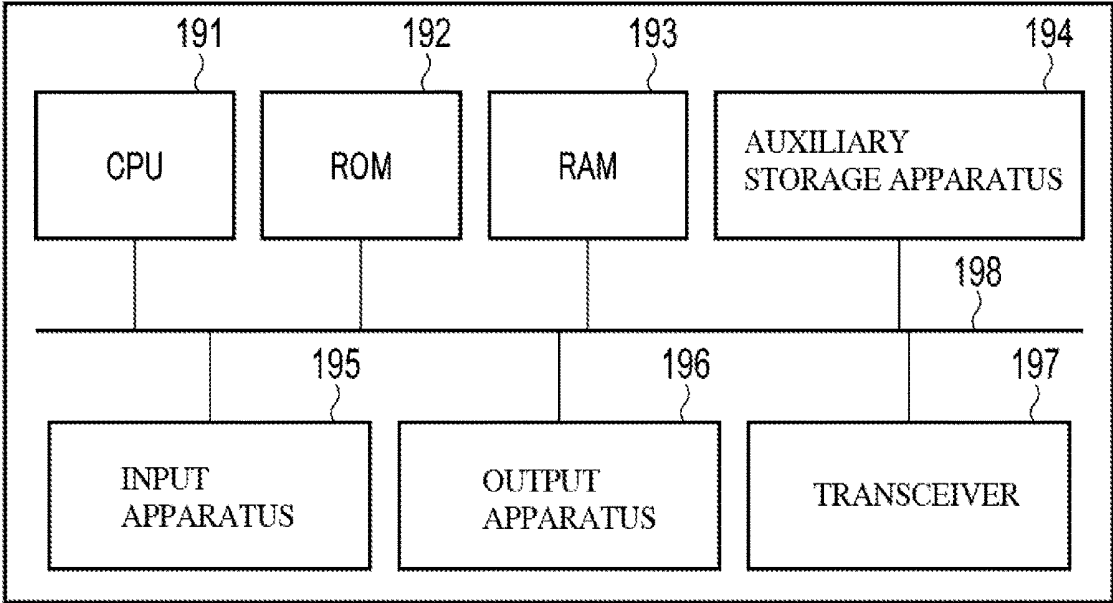 191
192
193
194
CPU
ROM
RAM
AUXILIARY
STORAGE APPARATUS
198
195
196
197
INPUT
APPARATUS
OUTPUT
APPARATUS
TRANSCEIVER